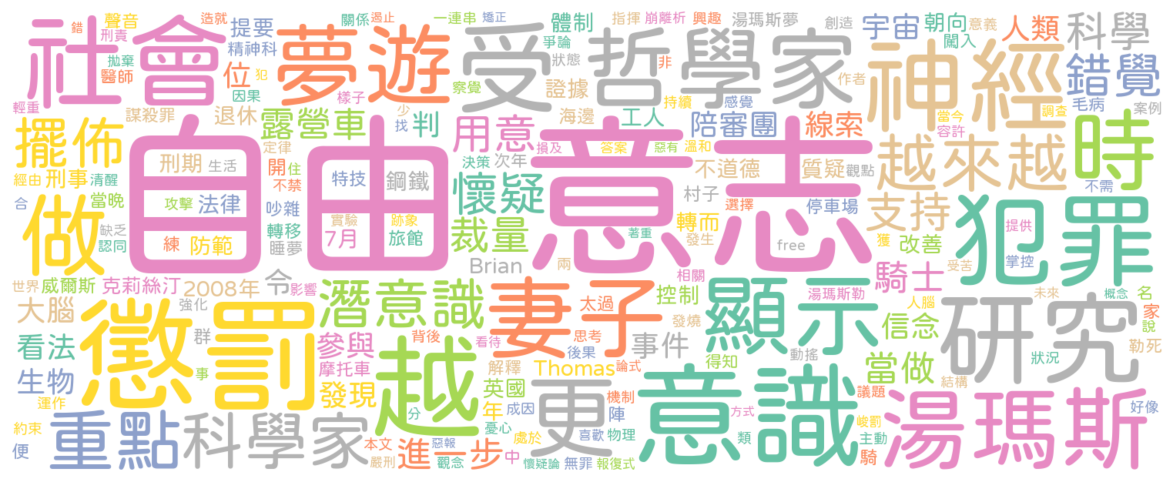 錯 造就 聲音 關係 遏止 一連串 矯正 體制 指揮 崩離析 興趣 湯瑪斯夢 創造 宇宙 朝向 意義 人類 科學
社會 刑責 提要 夢遊 受 爭論 哲學家 闖入 神經 錯覺
拋棄 醫師 精神科 位 犯 狀態 非 作者
輕重 謀殺罪 因果 退休 樣子 少 察覺 證據 持續 感覺 當今 調查 毛病 案例
擺佈 定律 露營車 找 判 用意 海邊 工人 陪審團 線索 容許 時
自由意志 損及 答案 惡有 溫和 越來越
經由 刑事 清醒 刑期 生活 開 住 不禁 特技 鋼鐵 決策 次年 不道德 質疑 觀點 不需
做 當晚 合 攻擊 法律 吵雜 實驗 跡象 懷疑 村子 選擇 停車場 支持 犯罪 提供
缺乏 認同 練 防範 轉移 睡夢 7月 旅館 裁量 著重 轉而 發生 free 獲 改善 掌控
世界 威爾斯 克莉絲汀 2008年 令 影響 Brian 兩 相關 騎士 受苦 未來 概念 名
大腦 懲罰 強化 潛意識 妻子 太過 控制 顯示 湯瑪斯勒 人腦 信念 研究 家 說
看法 群 參與 背後 看待 發燒 思考 後果 事件 得知 動搖 當做 狀況 勒死
生物 事 摩托車 發現 越 解釋 Thomas 論式 結構
運作 分 英國 年 成因 更 機制 陣 意識 方式 議題 峻罰 湯瑪斯 好像
約束 便 重點 科學家 本文 惡報 憂心 處於 喜歡 物理 類 主動
嚴刑 觀念 進一步 中 懷疑論 無罪 報復式 騎